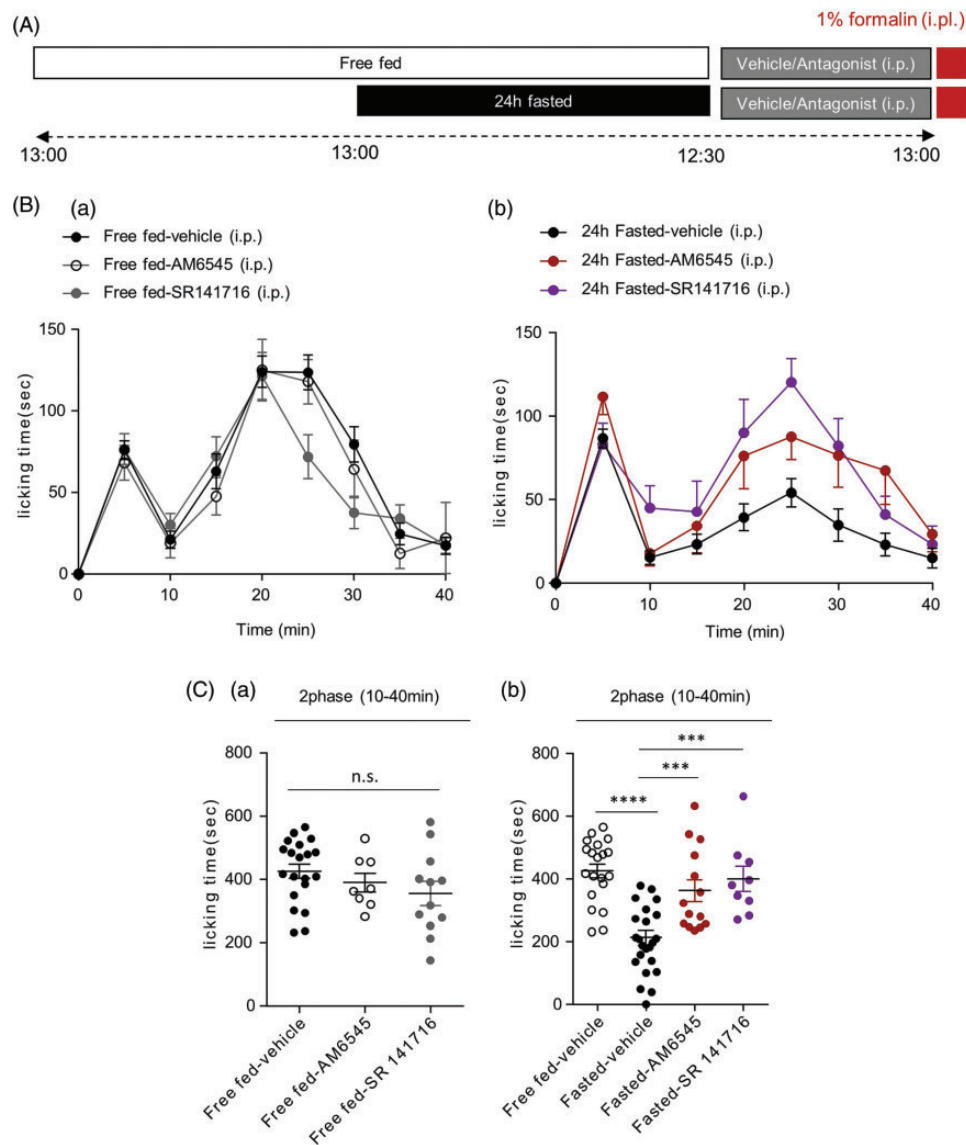 (A)
1% formalin (i.pl.)
Free fed
Vehicle/Antagonist (i.p.)
24h fasted
Vehicle/Antagonist (i.p.)
13:00
13:00
12:30
13:00
(B)
(a)
Free fed-vehicle (i.p.)
Free fed-AM6545 (i.p.)
Free fed-SR141716 (i.p.)
150
100
50
0
licking time(sec)
0
10
20
30
40
Time (min)
(b)
24h Fasted-vehicle (i.p.)
24h Fasted-AM6545 (i.p.)
24h Fasted-SR141716 (i.p.)
150
100
50
0
licking time(sec)
0
10
20
30
40
Time (min)
(C)
(a)
2phase (10-40min)
800
600
400
200
0
licking time(sec)
n.s.
Free fed-vehicle
Free fed-AM6545
Free fed-SR 141716
(b)
2phase (10-40min)
800
600
400
200
0
licking time(sec)
***
***
****
Free fed-vehicle
Fasted-vehicle
Fasted-AM6545
Fasted-SR 141716